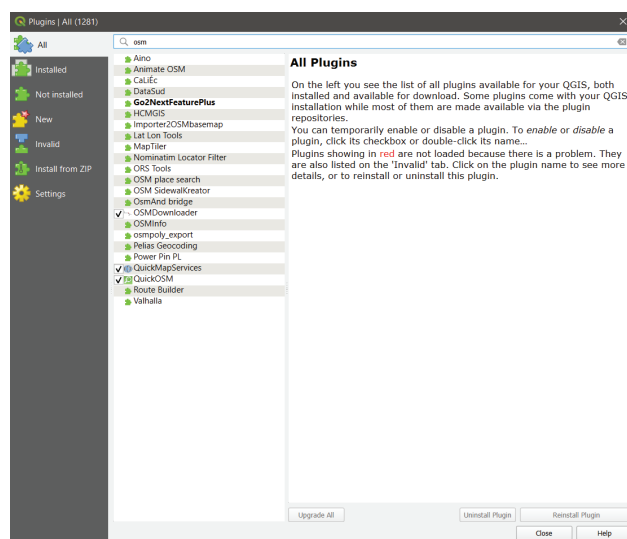 Plugins | All (1281)
All
Installed
Not installed
New
Invalid
Install from ZIP
Settings
osm
Aino
Animate OSM
CaLiÉc
DataSud
Go2NextFeaturePlus
HCMGIS
Importer2OSMbasemap
Lat Lon Tools
MapTiler
Nominatim Locator Filter
ORS Tools
OSM place search
OSM SidewalKreator
OsmAnd bridge
OSMDownloader
OSMInfo
osmpoly_export
Pelias Geocoding
Power Pin PL
QuickMapServices
QuickOSM
Route Builder
Valhalla
All Plugins
On the left you see the list of all plugins available for your QGIS, both
installed and available for download. Some plugins come with your QGIS
installation while most of them are made available via the plugin
repositories.
You can temporarily enable or disable a plugin. To enable or disable a
plugin, click its checkbox or double-click its name...
Plugins showing in red are not loaded because there is a problem. They
are also listed on the 'Invalid' tab. Click on the plugin name to see more
details, or to reinstall or uninstall this plugin.
Upgrade All
Uninstall Plugin
Reinstall Plugin
Close
Help